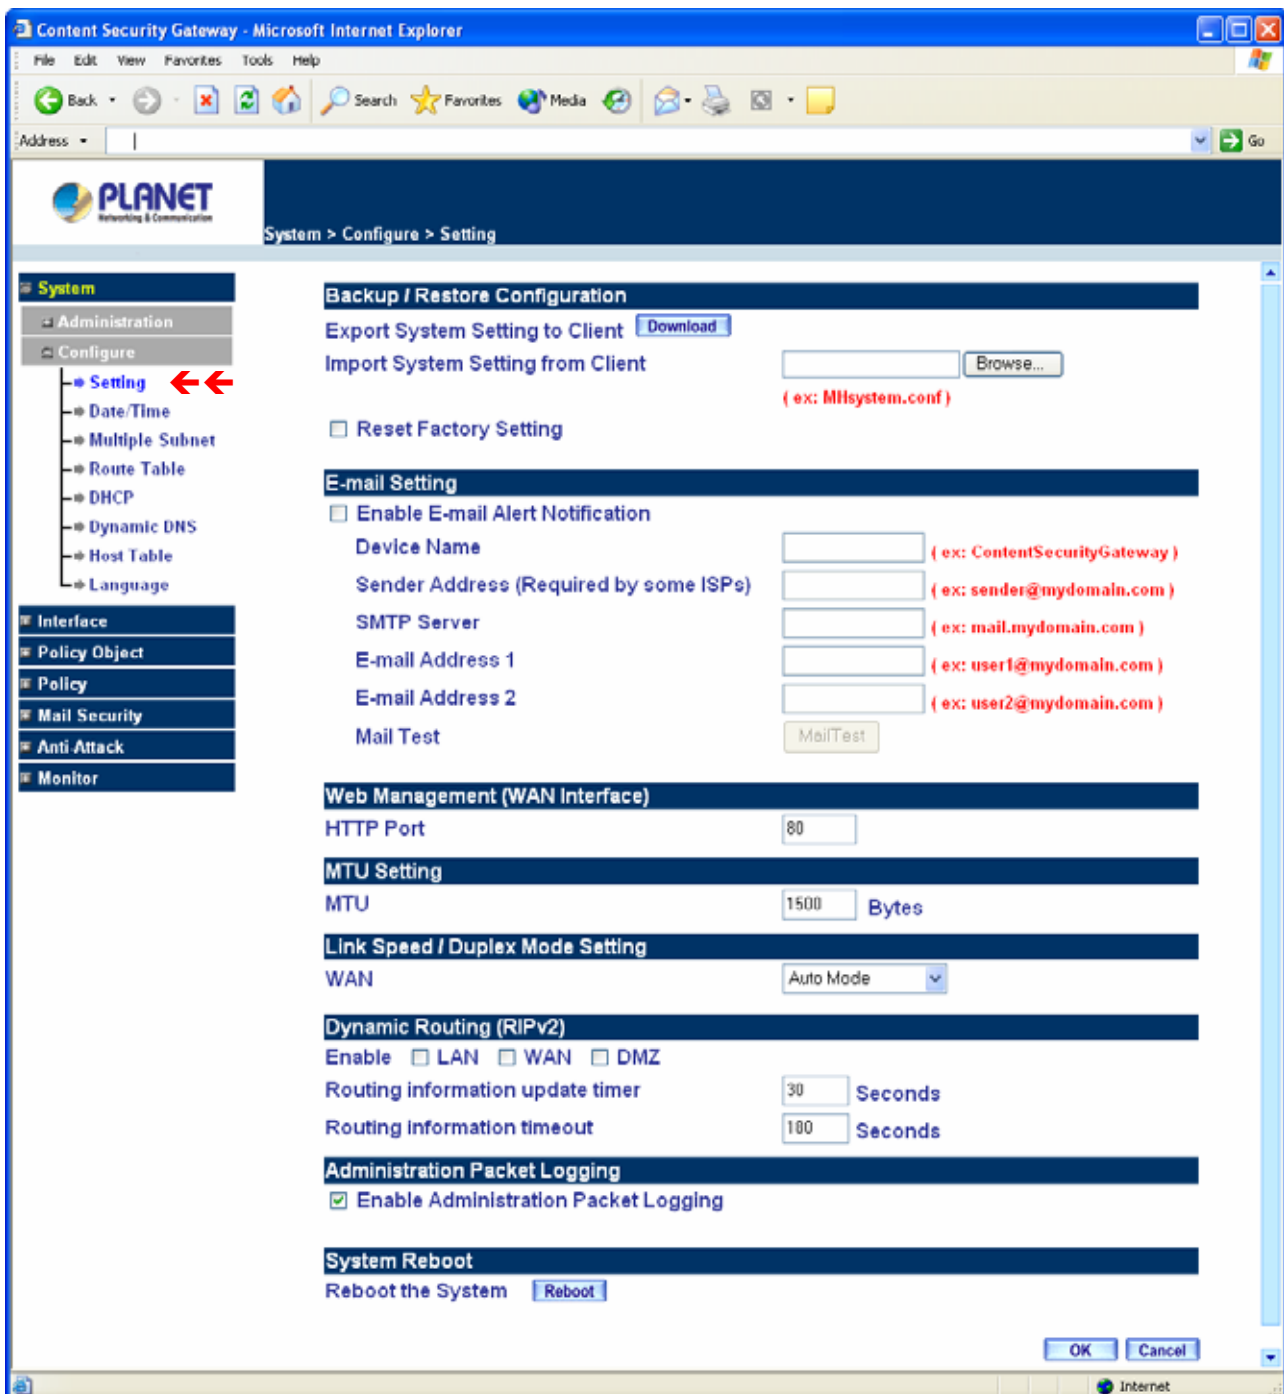 Content Security Gateway - Microsoft Internet Explorer
File Edit View Favorites Tools Help
Back Search Favorites Media
Address Go
PLANET
Networking & Communication
System > Configure > Setting
System
Administration
Configure
Setting
Date/Time
Multiple Subnet
Route Table
DHCP
Dynamic DNS
Host Table
Language
Interface
Policy Object
Policy
Mail Security
Anti-Attack
Monitor
Backup / Restore Configuration
Export System Setting to Client Download
Import System Setting from Client Browse...
( ex: MHsystem.conf )
Reset Factory Setting
E-mail Setting
Enable E-mail Alert Notification
Device Name ( ex: ContentSecurityGateway )
Sender Address (Required by some ISPs) ( ex: sender@mydomain.com )
SMTP Server ( ex: mail.mydomain.com )
E-mail Address 1 ( ex: user1@mydomain.com )
E-mail Address 2 ( ex: user2@mydomain.com )
Mail Test MailTest
Web Management (WAN Interface)
HTTP Port 80
MTU Setting
MTU 1500 Bytes
Link Speed / Duplex Mode Setting
WAN Auto Mode
Dynamic Routing (RIPv2)
Enable LAN WAN DMZ
Routing information update timer 30 Seconds
Routing information timeout 180 Seconds
Administration Packet Logging
Enable Administration Packet Logging
System Reboot
Reboot the System Reboot
OK Cancel
Internet